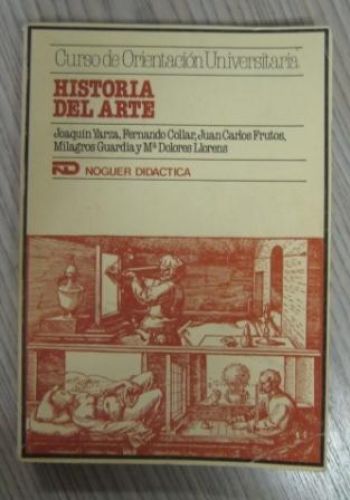 Curso de Orientación Universitaria
HISTORIA
DEL ARTE
Joaquín Yarza, Fernando Collar, Juan Carlos Frutos,
Milagros Guardia y Mª Dolores Llorens
ND NOGUER DIDACTICA